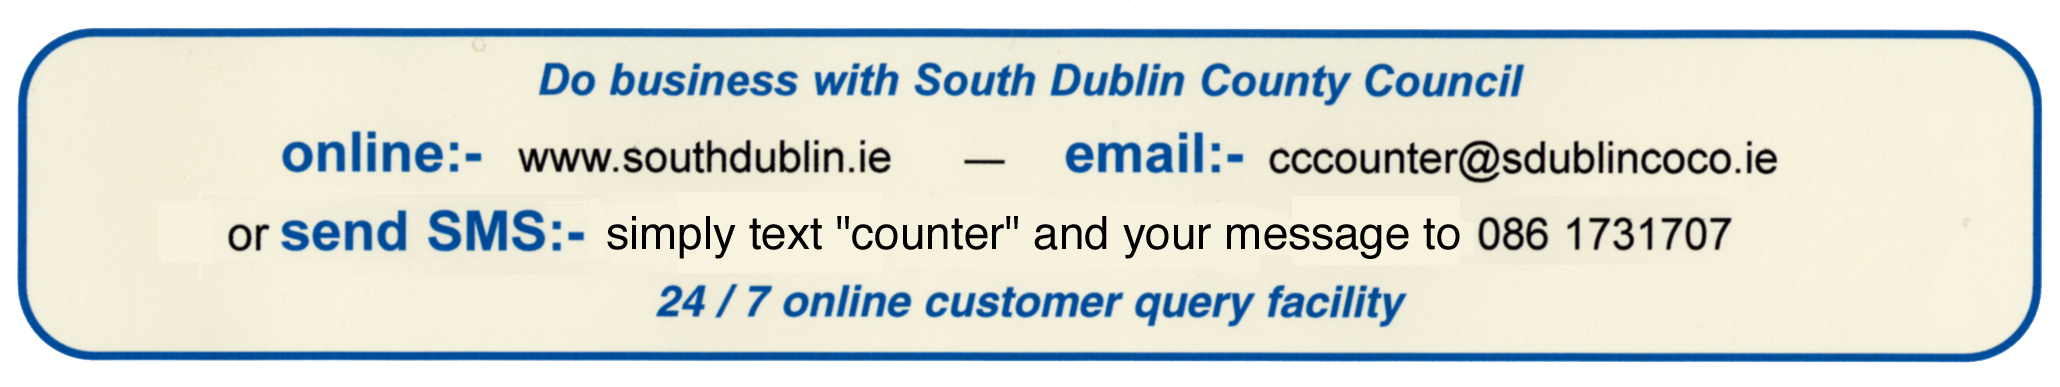 Do business with South Dublin County Council
online:- www.southdublin.ie — email:- cccounter@sdublincoco.ie
or send SMS:- simply text "counter" and your message to 086 1731707
24 / 7 online customer query facility